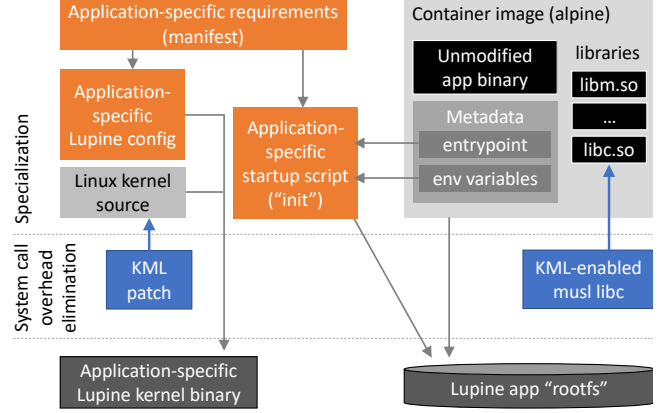 Application-specific requirements
(manifest)
Container image (alpine)
Unmodified
app binary
libraries
libm.so
...
libc.so
Metadata
entrypoint
env variables
Application-
specific
Lupine config
Application-
specific
startup script
("init")
Linux kernel
source
Specialization
System call
overhead
elimination
KML
patch
KML-enabled
musl libc
Application-specific
Lupine kernel binary
Lupine app "rootfs"